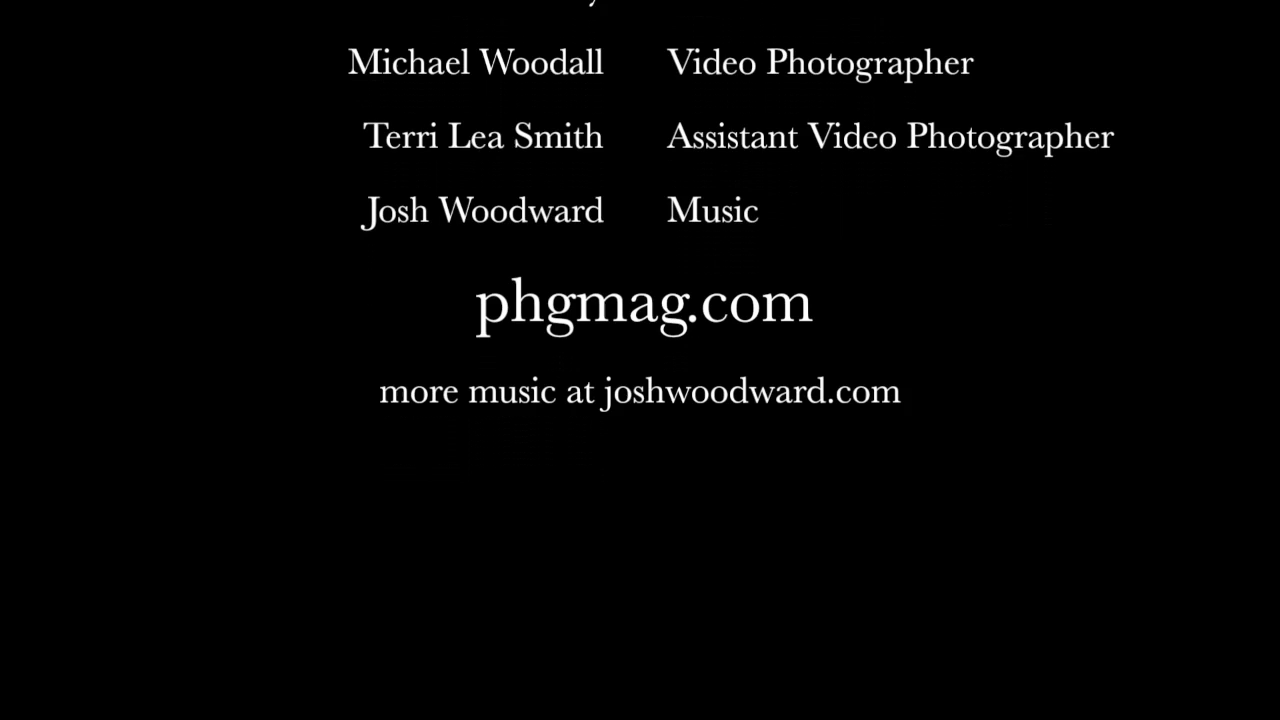 Michael Woodall Video Photographer
Terri Lea Smith Assistant Video Photographer
Josh Woodward Music
phgmag.com
more music at joshwoodward.com